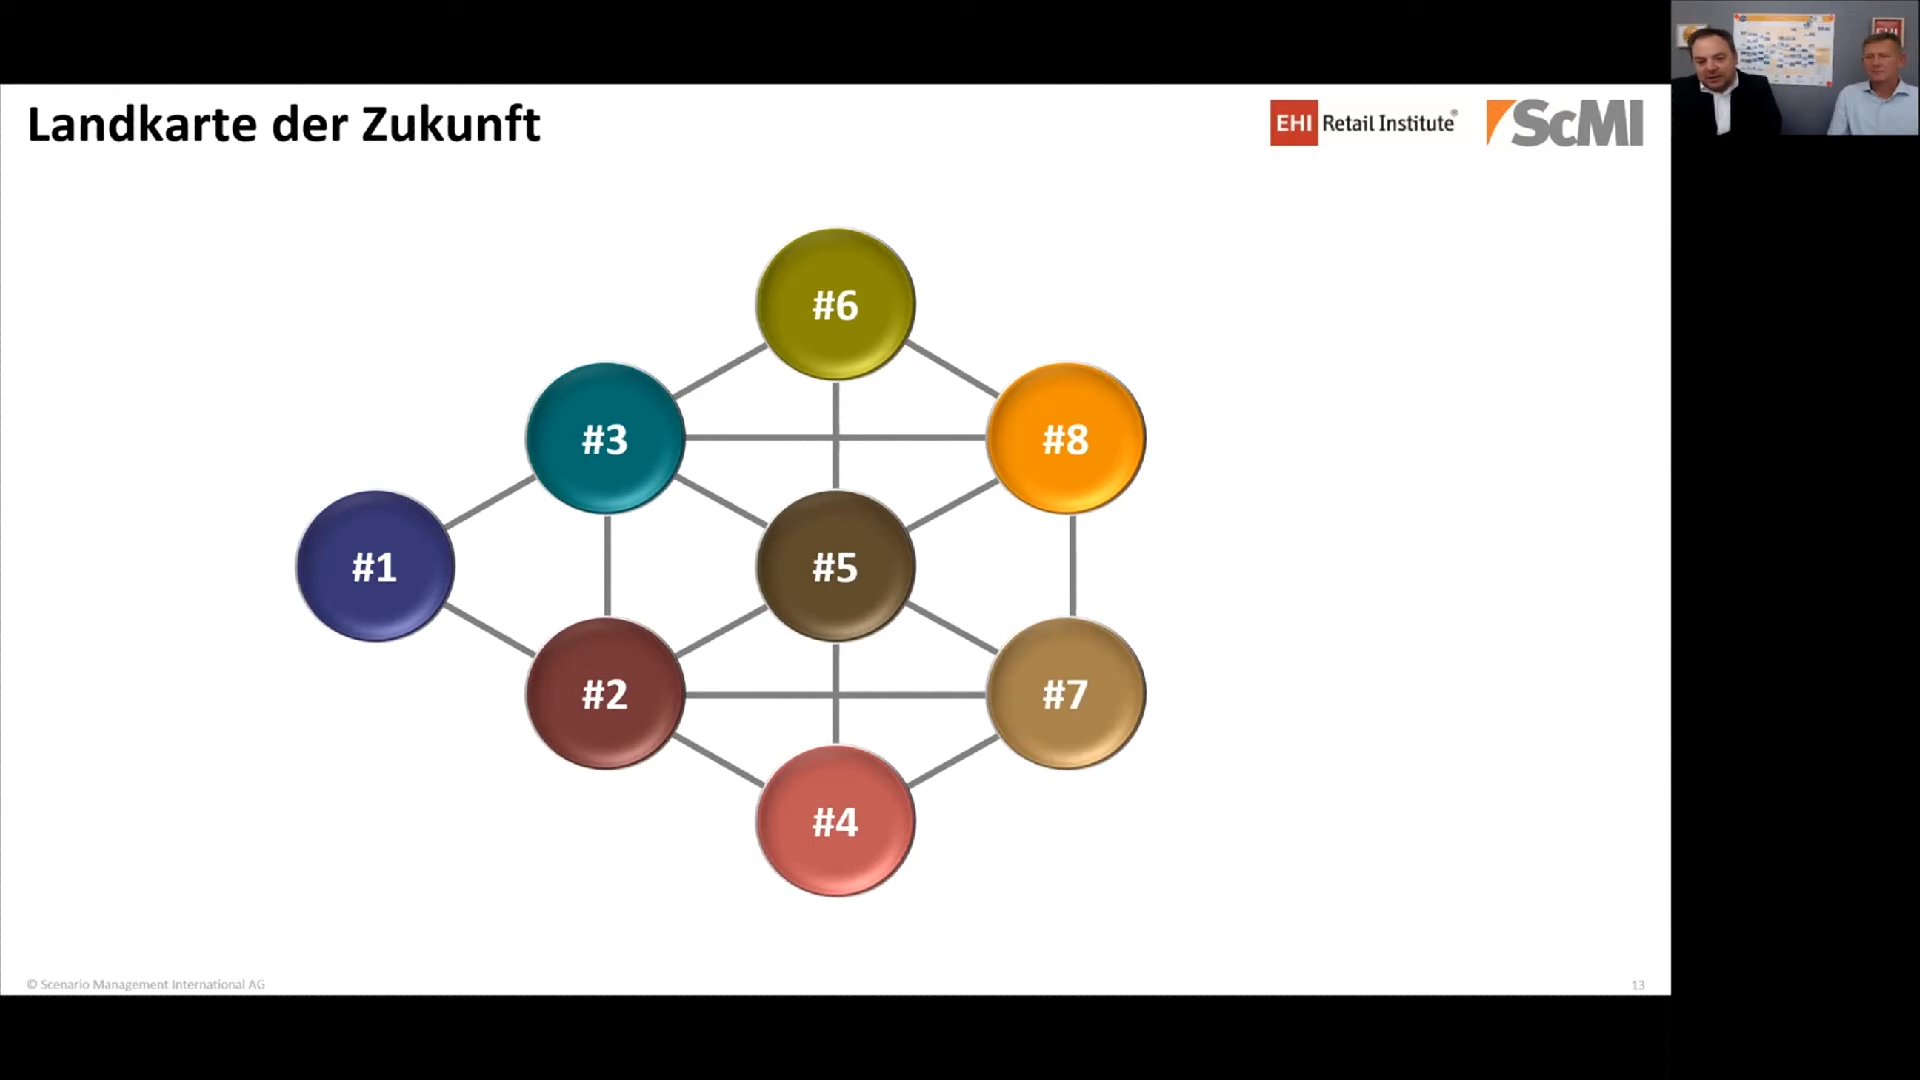 Landkarte der Zukunft
EHI Retail Institute®
ScMI
EHI
#6
#3
#8
#1
#5
#2
#7
#4
© Scenario Management International AG
13